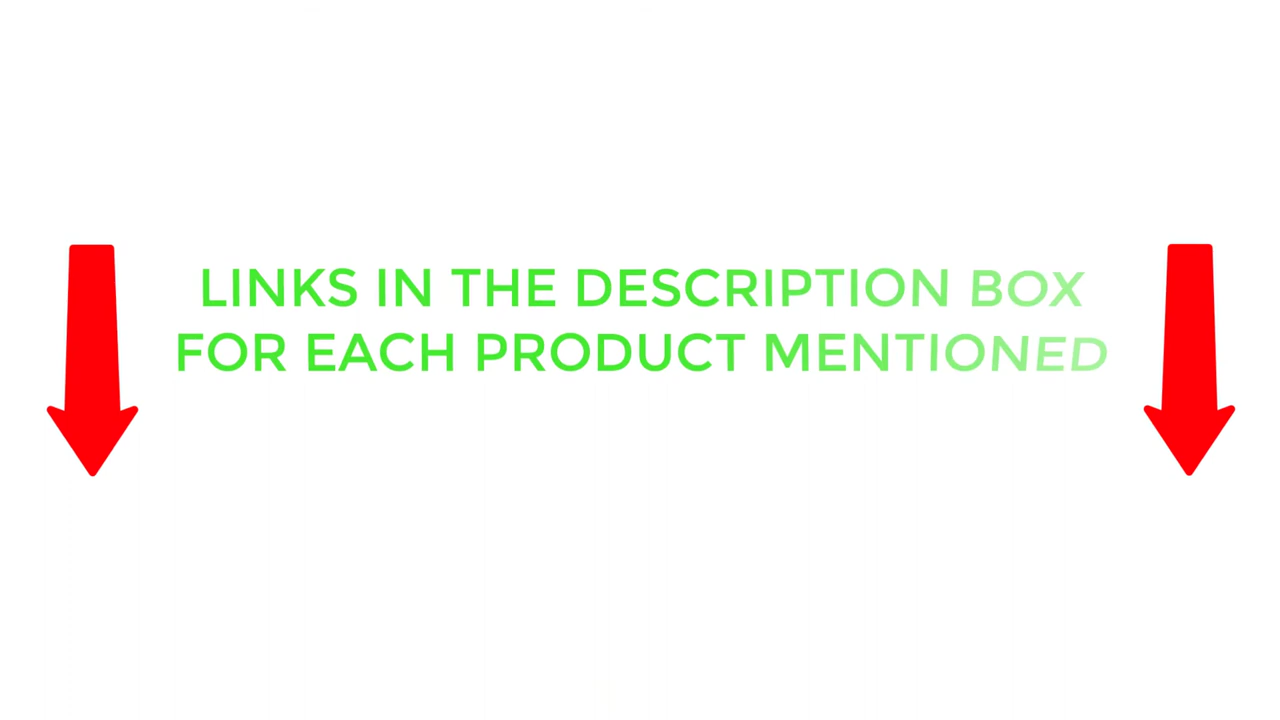 LINKS IN THE DESCRIPTION BOX
FOR EACH PRODUCT MENTIONED